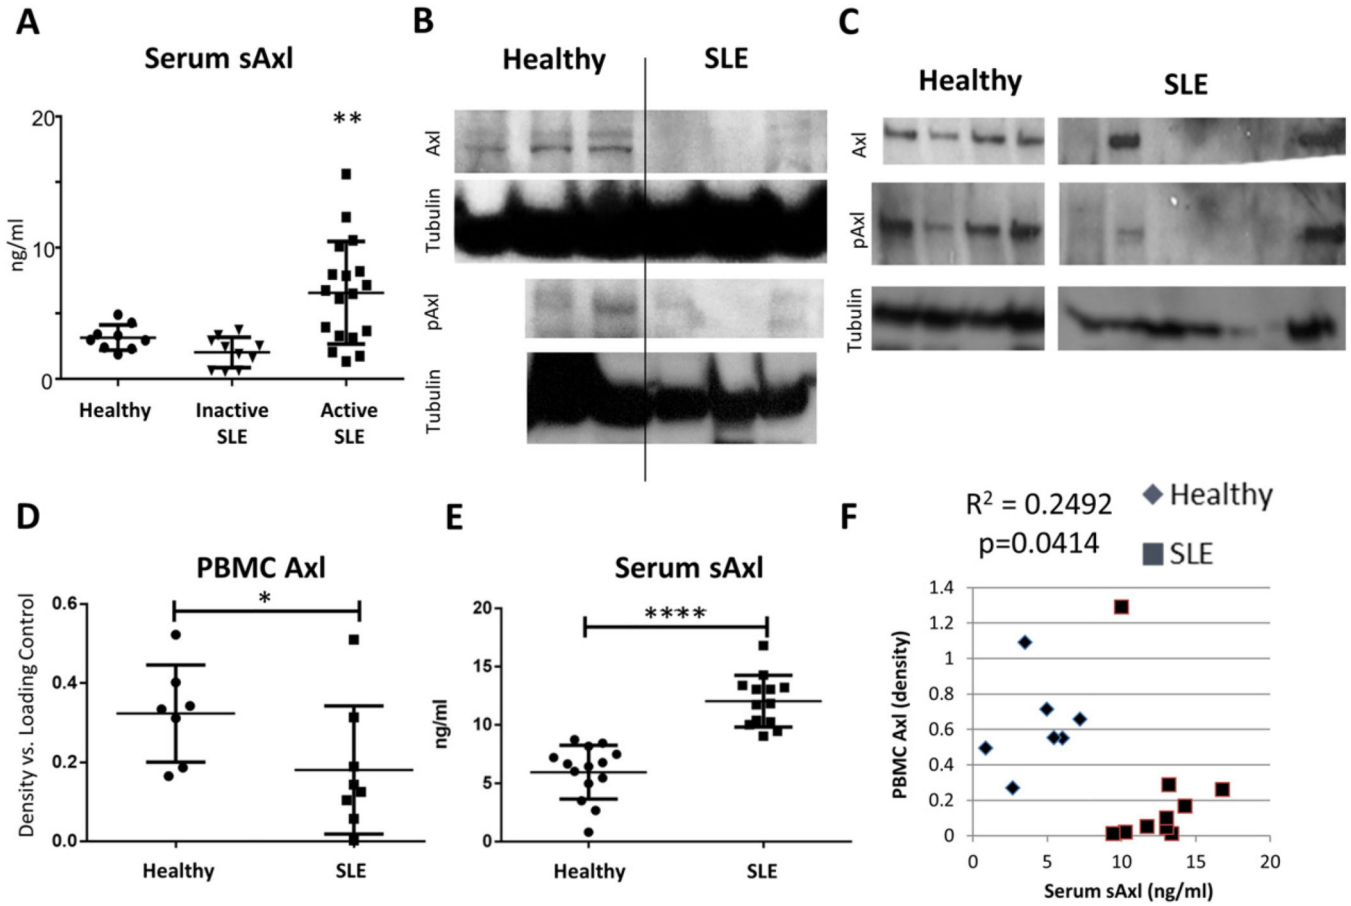 A
Serum sAxl
**
20
10
0
ng/ml
Healthy
Inactive
SLE
Active
SLE
B
Healthy
SLE
Axl
Tubulin
pAxl
Tubulin
C
Healthy
SLE
Axl
pAxl
Tubulin
D
PBMC Axl
*
0.6
0.4
0.2
0.0
Density vs. Loading Control
Healthy
SLE
E
Serum sAxl
****
20
15
10
5
0
ng/ml
Healthy
SLE
F
R² = 0.2492
p=0.0414
Healthy
SLE
1.4
1.2
1
0.8
0.6
0.4
0.2
0
PBMC Axl (density)
0 5 10 15 20
Serum sAxl (ng/ml)